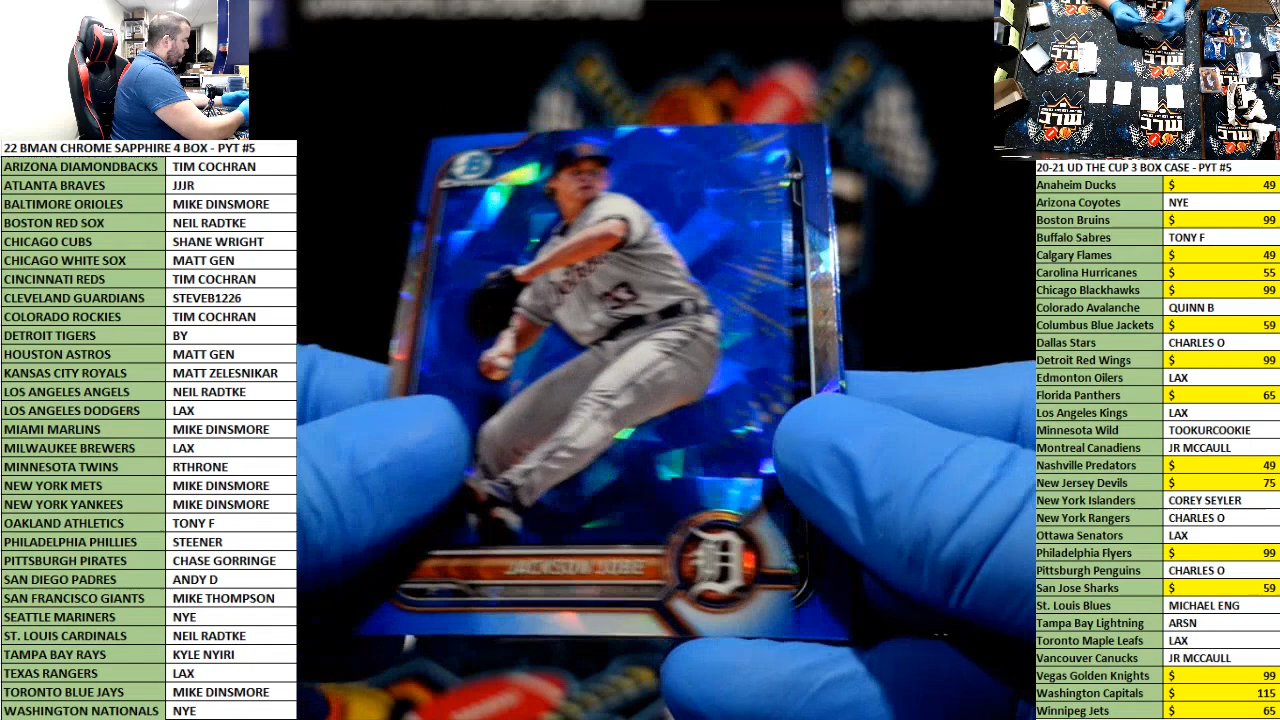 22 BMAN CHROME SAPPHIRE 4 BOX - PYT #5
ARIZONA DIAMONDBACKS TIM COCHRAN
ATLANTA BRAVES JJJR
BALTIMORE ORIOLES MIKE DINSMORE
BOSTON RED SOX NEIL RADTKE
CHICAGO CUBS SHANE WRIGHT
CHICAGO WHITE SOX MATT GEN
CINCINNATI REDS TIM COCHRAN
CLEVELAND GUARDIANS STEVEB1226
COLORADO ROCKIES TIM COCHRAN
DETROIT TIGERS BY
HOUSTON ASTROS MATT GEN
KANSAS CITY ROYALS MATT ZELESNIKAR
LOS ANGELES ANGELS NEIL RADTKE
LOS ANGELES DODGERS LAX
MIAMI MARLINS MIKE DINSMORE
MILWAUKEE BREWERS LAX
MINNESOTA TWINS RTHRONE
NEW YORK METS MIKE DINSMORE
NEW YORK YANKEES MIKE DINSMORE
OAKLAND ATHLETICS TONY F
PHILADELPHIA PHILLIES STEENER
PITTSBURGH PIRATES CHASE GORRINGE
SAN DIEGO PADRES ANDY D
SAN FRANCISCO GIANTS MIKE THOMPSON
SEATTLE MARINERS NYE
ST. LOUIS CARDINALS NEIL RADTKE
TAMPA BAY RAYS KYLE NYIRI
TEXAS RANGERS LAX
TORONTO BLUE JAYS MIKE DINSMORE
WASHINGTON NATIONALS NYE
JACKSON JOBE
D
20-21 UD THE CUP 3 BOX CASE - PYT #5
Anaheim Ducks $ 49
Arizona Coyotes NYE
Boston Bruins $ 99
Buffalo Sabres TONY F
Calgary Flames $ 49
Carolina Hurricanes $ 55
Chicago Blackhawks $ 99
Colorado Avalanche QUINN B
Columbus Blue Jackets $ 59
Dallas Stars CHARLES O
Detroit Red Wings $ 99
Edmonton Oilers LAX
Florida Panthers $ 65
Los Angeles Kings LAX
Minnesota Wild TOOKURCOOKIE
Montreal Canadiens JR MCCAULL
Nashville Predators $ 49
New Jersey Devils $ 75
New York Islanders COREY SEYLER
New York Rangers CHARLES O
Ottawa Senators LAX
Philadelphia Flyers $ 99
Pittsburgh Penguins CHARLES O
San Jose Sharks $ 59
St. Louis Blues MICHAEL ENG
Tampa Bay Lightning ARSN
Toronto Maple Leafs LAX
Vancouver Canucks JR MCCAULL
Vegas Golden Knights $ 99
Washington Capitals $ 115
Winnipeg Jets $ 65